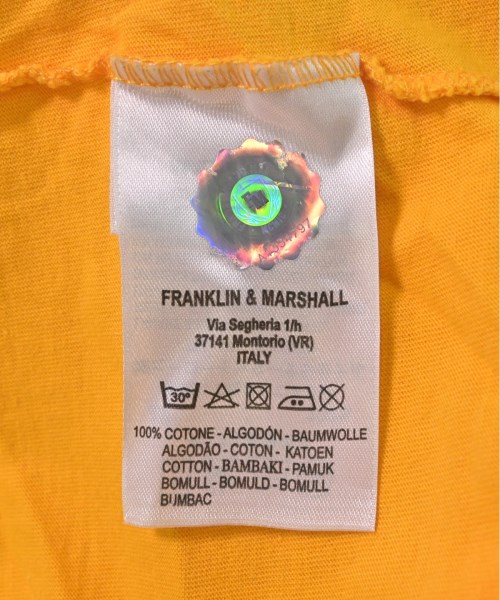 FRANKLIN & MARSHALL
Via Segheria 1/h
37141 Montorio (VR)
ITALY
30°
100% COTONE - ALGODÓN - BAUMWOLLE
ALGODÃO - COTON - KATOEN
COTTON - BAMBAKI - PAMUK
BOMULL - BOMULD - BOMULL
BUMBAC